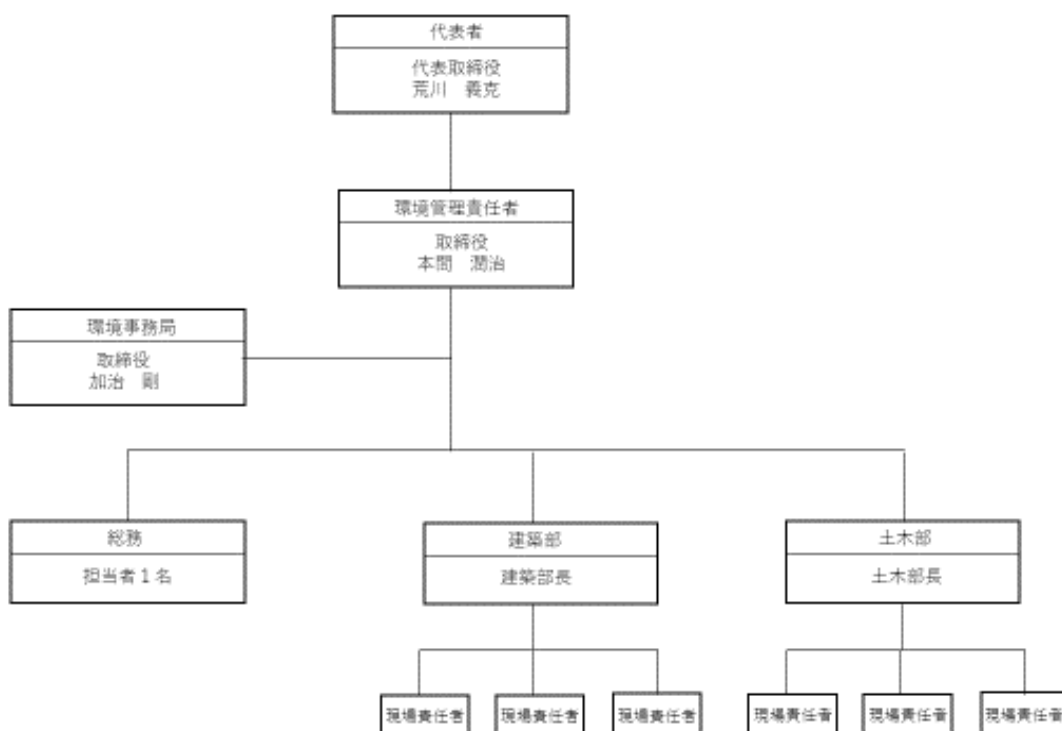 代表者
代表取締役
荒川　義克
環境管理責任者
取締役
本間　潤治
環境事務局
取締役
加治　剛
総務
担当者１名
建築部
建築部長
土木部
土木部長
現場責任者
現場責任者
現場責任者
現場責任者
現場責任者
現場責任者